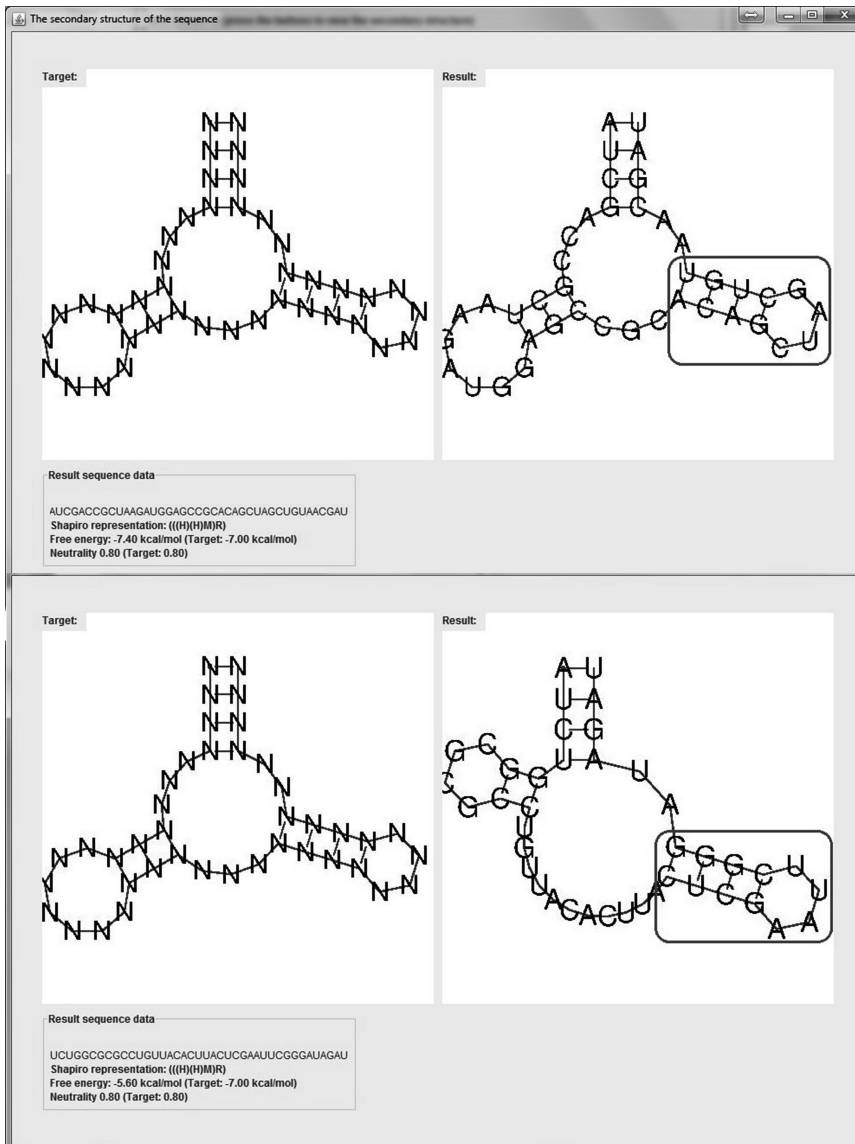 The secondary structure of the sequence
Target:
Result:
Result sequence data
AUCGACCGCUAAGAUGGAGCCGCACAGCUAGCUGUAACGAU
Shapiro representation: (((H)(H)M)R)
Free energy: -7.40 kcal/mol (Target: -7.00 kcal/mol)
Neutrality 0.80 (Target: 0.80)
Target:
Result:
Result sequence data
UCUGGCGCGCCUGUUACACUUACUCGAAUUCGGGAUAGAU
Shapiro representation: (((H)(H)M)R)
Free energy: -5.60 kcal/mol (Target: -7.00 kcal/mol)
Neutrality 0.80 (Target: 0.80)